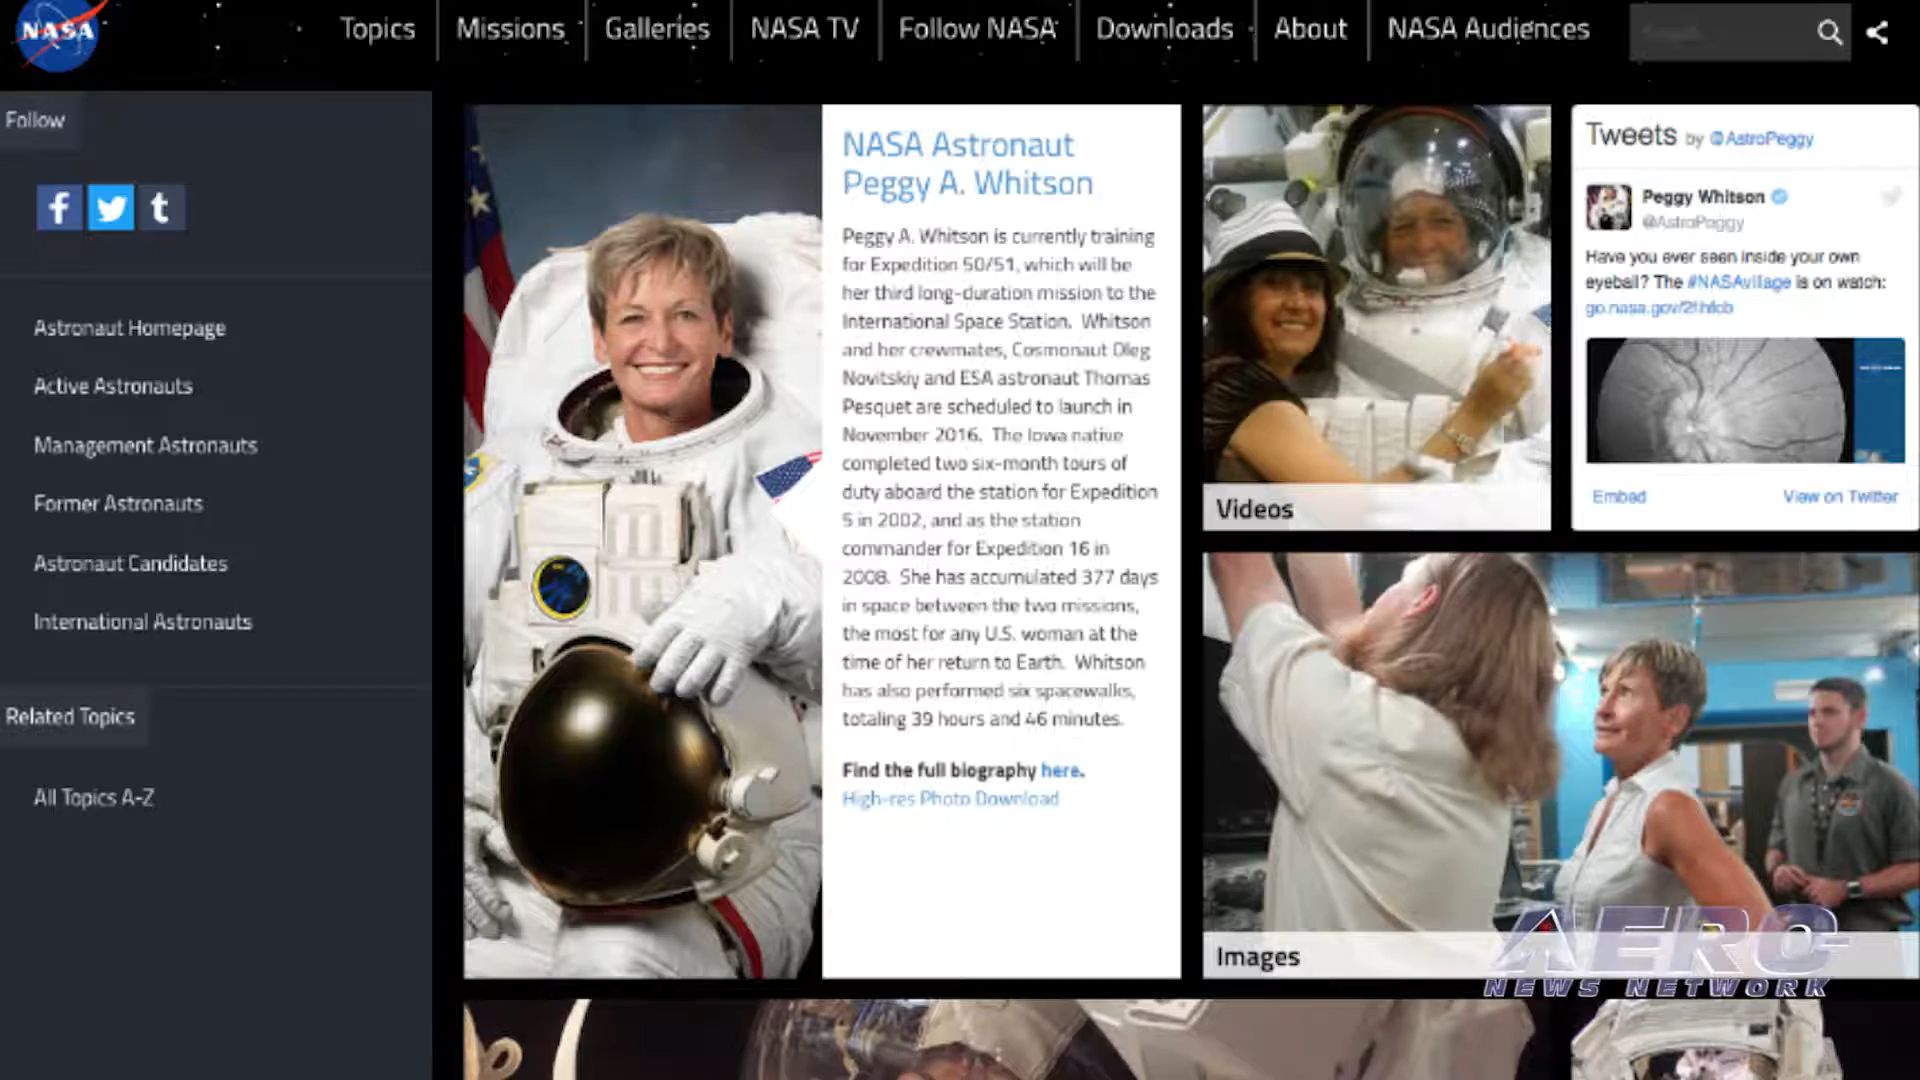 NASA
Topics
Missions
Galleries
NASA TV
Follow NASA
Downloads
About
NASA Audiences
Follow
f
t
Astronaut Homepage
Active Astronauts
Management Astronauts
Former Astronauts
Astronaut Candidates
International Astronauts
Related Topics
All Topics A-Z
NASA Astronaut
Peggy A. Whitson
Peggy A. Whitson is currently training
for Expedition 50/51, which will be
her third long-duration mission to the
International Space Station. Whitson
and her crewmates, Cosmonaut Oleg
Novitskiy and ESA astronaut Thomas
Pesquet are scheduled to launch in
November 2016. The Iowa native
completed two six-month tours of
duty aboard the station for Expedition
5 in 2002, and as the station
commander for Expedition 16 in
2008. She has accumulated 377 days
in space between the two missions,
the most for any U.S. woman at the
time of her return to Earth. Whitson
has also performed six spacewalks,
totaling 39 hours and 46 minutes.
Find the full biography here.
High-res Photo Download
Videos
Tweets by @AstroPeggy
Peggy Whitson
@AstroPeggy
Have you ever seen inside your own
eyeball? The #NASAvillage is on watch:
Embed
View on Twitter
Images
AERO
NEWS NETWORK